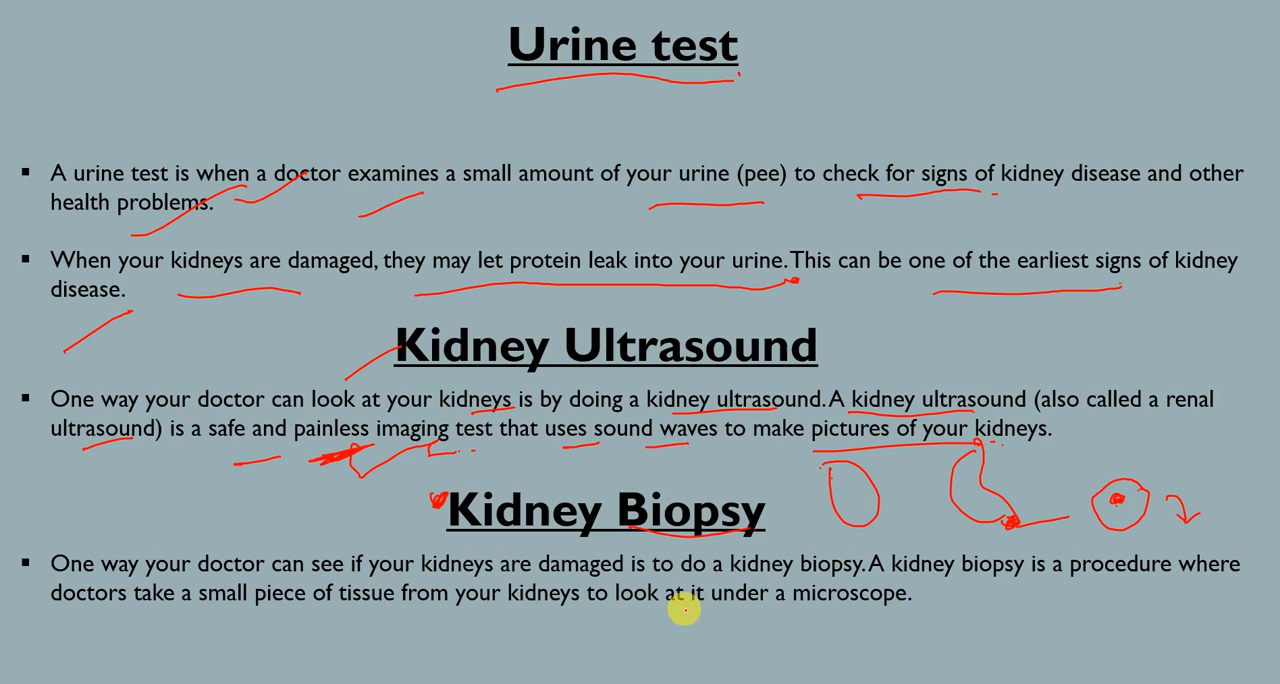 Urine test
▪ A urine test is when a doctor examines a small amount of your urine (pee) to check for signs of kidney disease and other
health problems.
▪ When your kidneys are damaged, they may let protein leak into your urine. This can be one of the earliest signs of kidney
disease.
Kidney Ultrasound
▪ One way your doctor can look at your kidneys is by doing a kidney ultrasound. A kidney ultrasound (also called a renal
ultrasound) is a safe and painless imaging test that uses sound waves to make pictures of your kidneys.
Kidney Biopsy
▪ One way your doctor can see if your kidneys are damaged is to do a kidney biopsy. A kidney biopsy is a procedure where
doctors take a small piece of tissue from your kidneys to look at it under a microscope.